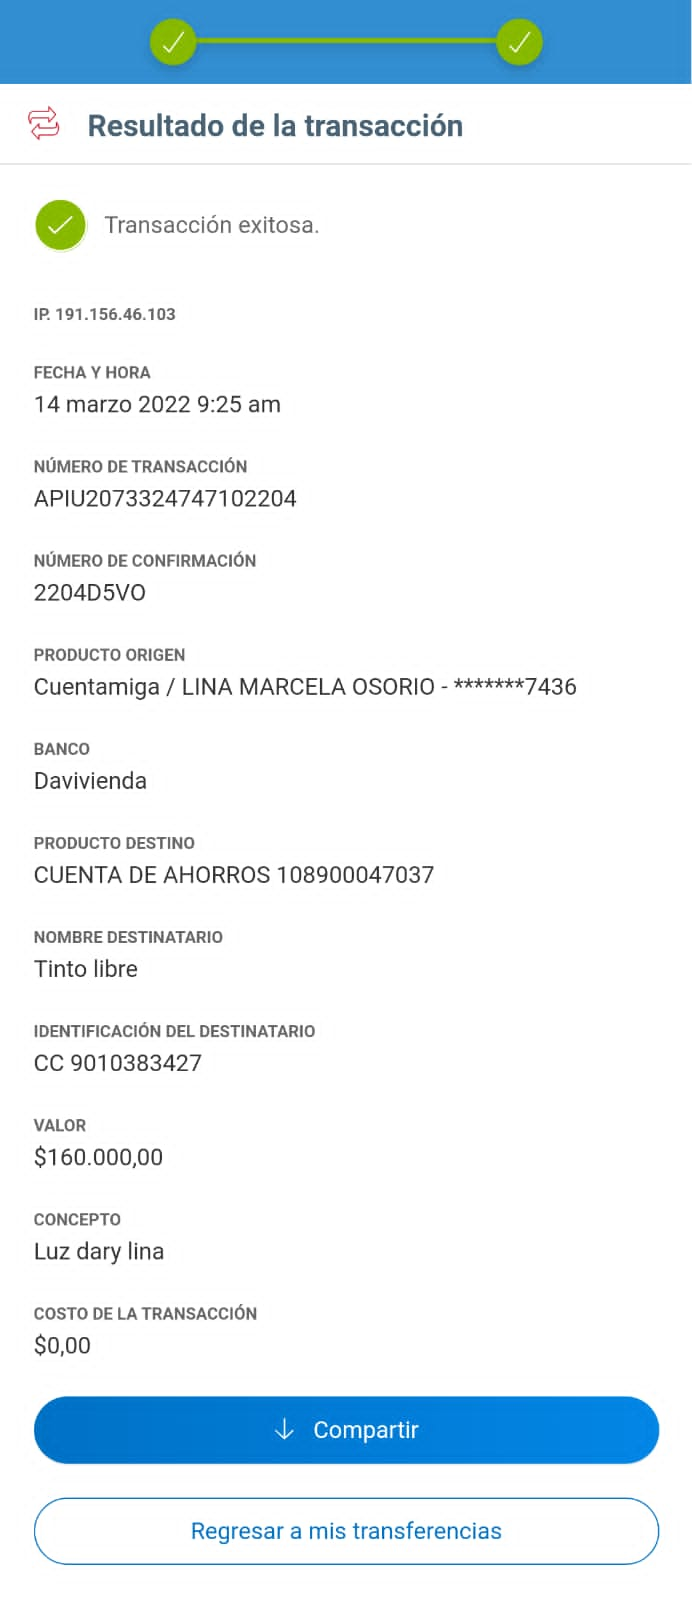 Resultado de la transacción
Transacción exitosa.
IP. 191.156.46.103
FECHA Y HORA
14 marzo 2022 9:25 am
NÚMERO DE TRANSACCIÓN
APIU2073324747102204
NÚMERO DE CONFIRMACIÓN
2204D5VO
PRODUCTO ORIGEN
Cuentamiga / LINA MARCELA OSORIO - *******7436
BANCO
Davivienda
PRODUCTO DESTINO
CUENTA DE AHORROS 108900047037
NOMBRE DESTINATARIO
Tinto libre
IDENTIFICACIÓN DEL DESTINATARIO
CC 9010383427
VALOR
$160.000,00
CONCEPTO
Luz dary lina
COSTO DE LA TRANSACCIÓN
$0,00
Compartir
Regresar a mis transferencias